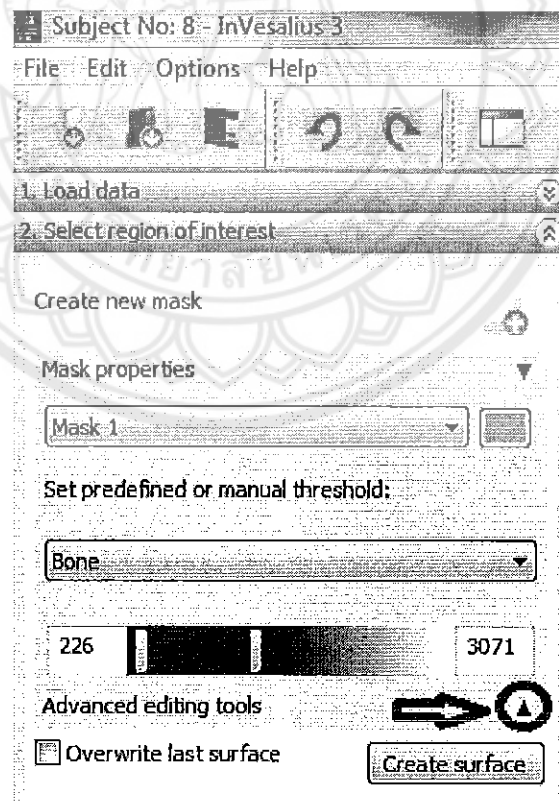 Subject No: 8 - InVesalius 3
File Edit Options Help
1. Load data
2. Select region of interest
Create new mask
Mask properties
Mask 1
Set predefined or manual threshold:
Bone
226 3071
Advanced editing tools
Overwrite last surface Create surface